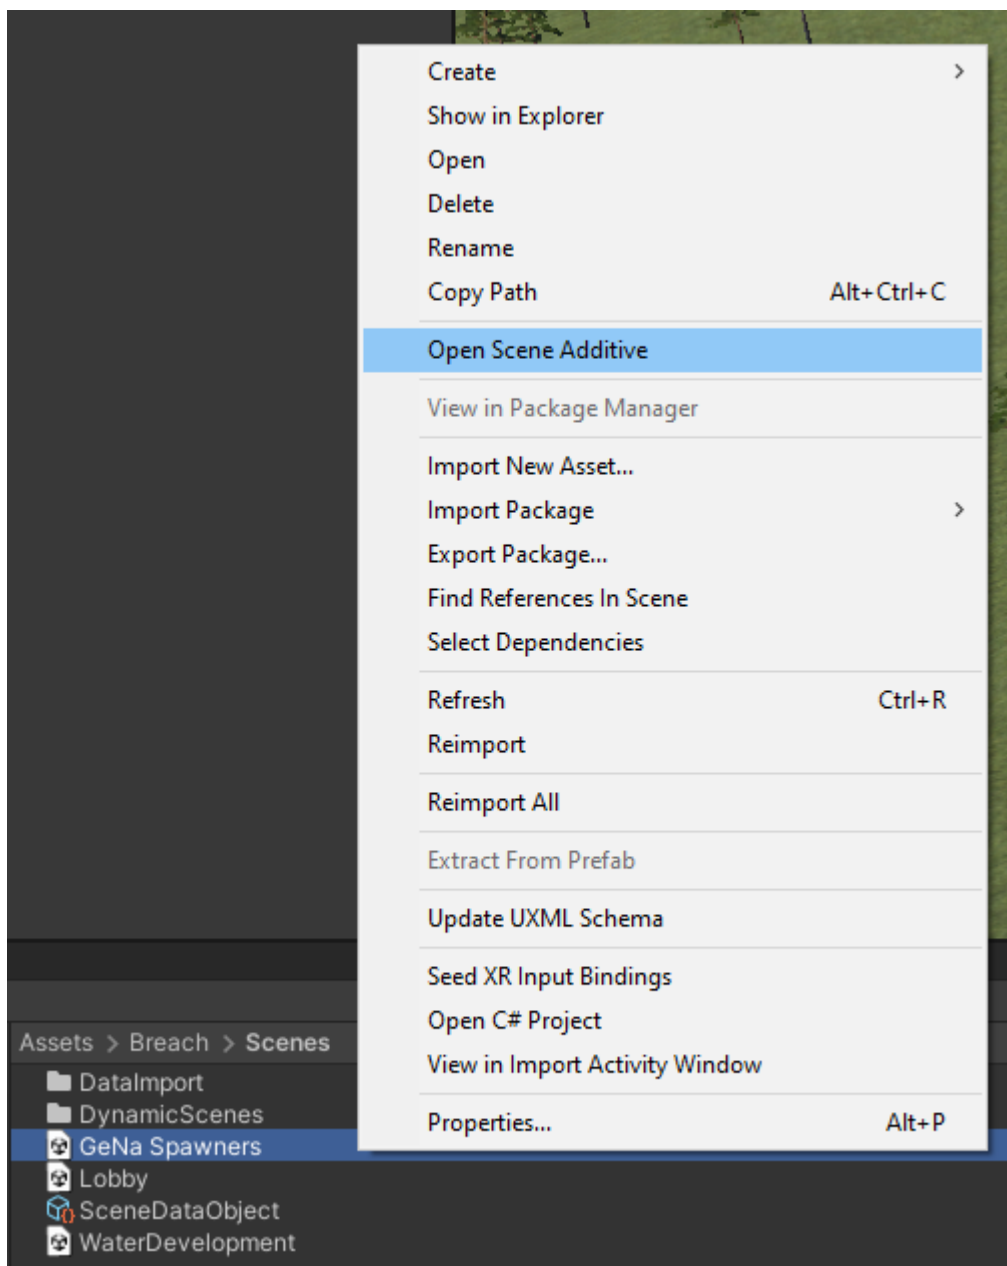 Create
Show in Explorer
Open
Delete
Rename
Copy Path Alt+Ctrl+C
Open Scene Additive
View in Package Manager
Import New Asset...
Import Package
Export Package...
Find References In Scene
Select Dependencies
Refresh Ctrl+R
Reimport
Reimport All
Extract From Prefab
Update UXML Schema
Seed XR Input Bindings
Open C# Project
View in Import Activity Window
Properties... Alt+P
Assets > Breach > Scenes
DataImport
DynamicScenes
GeNa Spawners
Lobby
SceneDataObject
WaterDevelopment